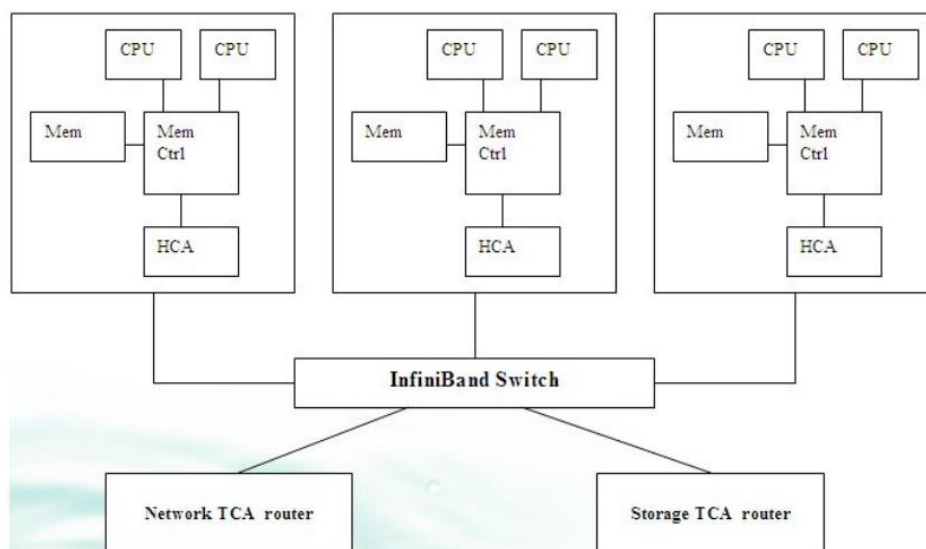 CPU
CPU
Mem
Mem
Ctrl
HCA
CPU
CPU
Mem
Mem
Ctrl
HCA
CPU
CPU
Mem
Mem
Ctrl
HCA
InfiniBand Switch
Network TCA router
Storage TCA router